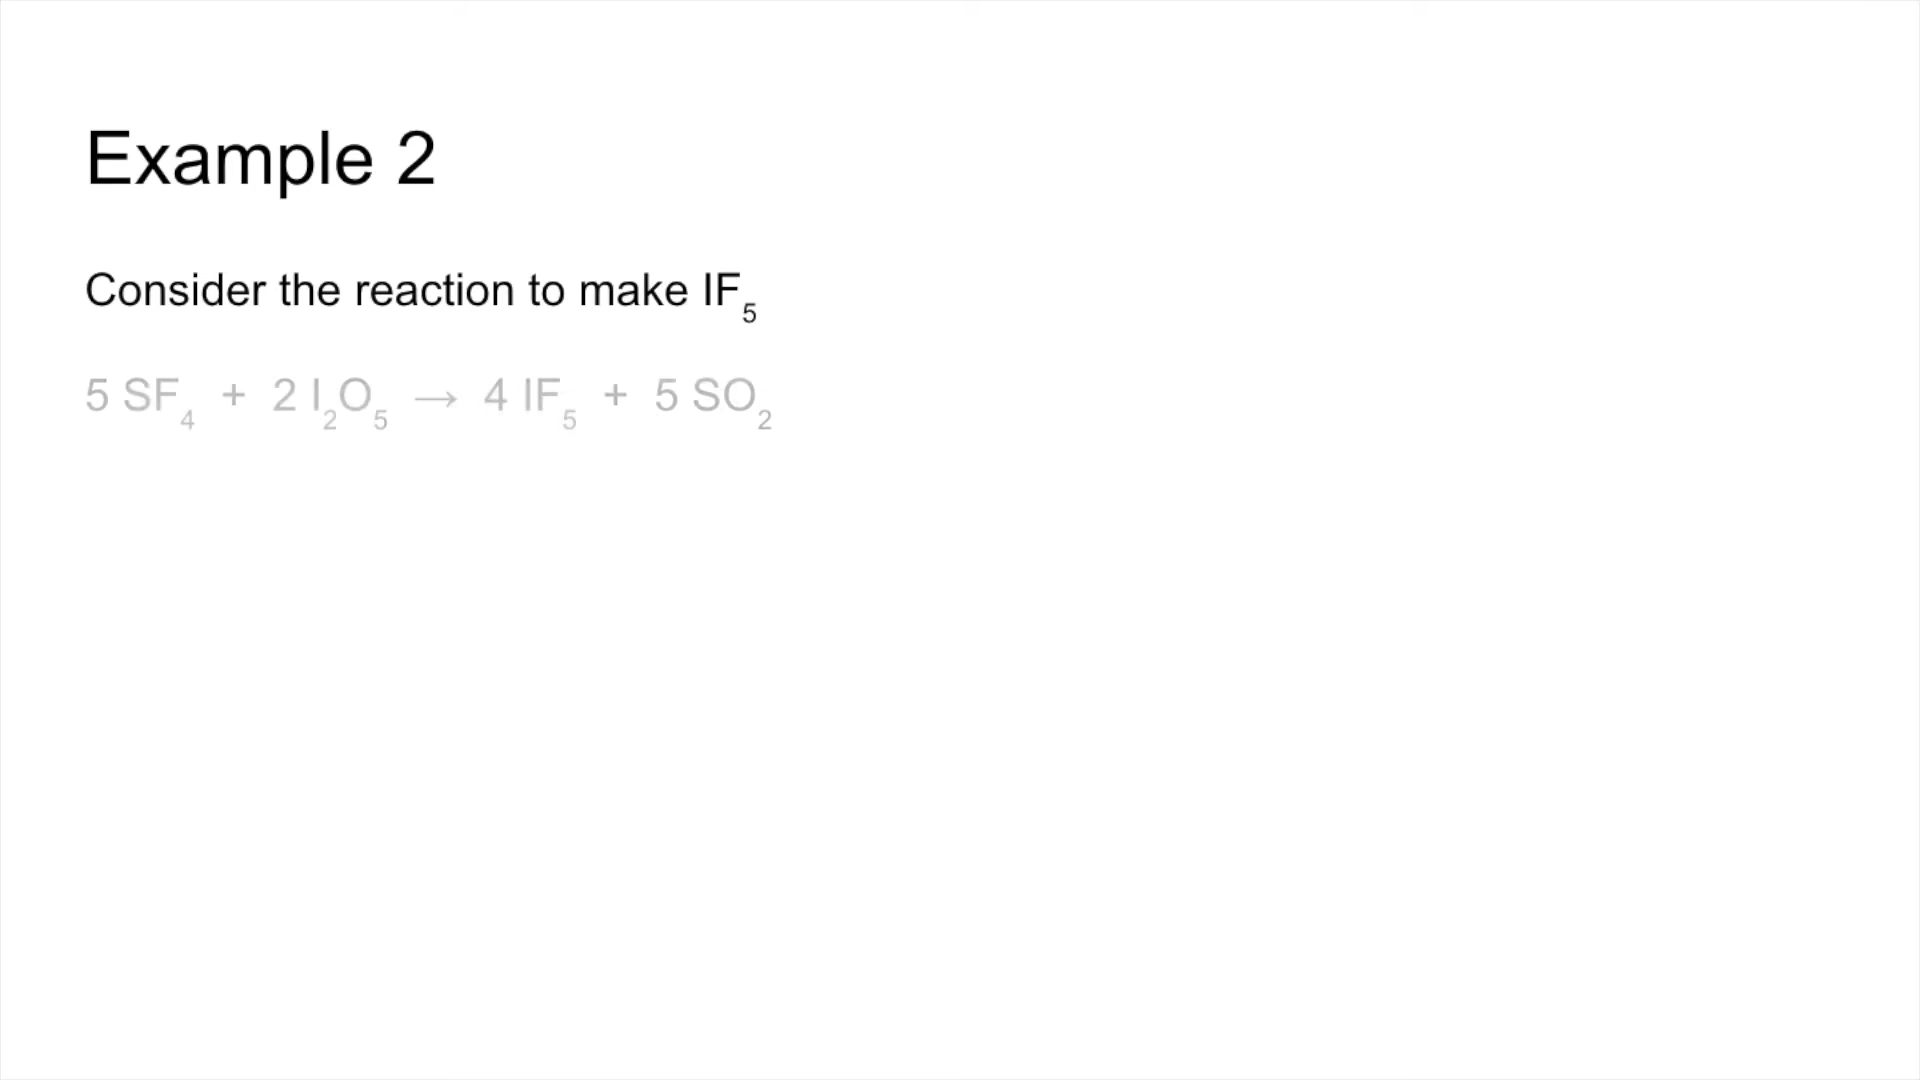 Example 2
Consider the reaction to make IF₅
5 SF₄ + 2 I₂O₅ → 4 IF₅ + 5 SO₂